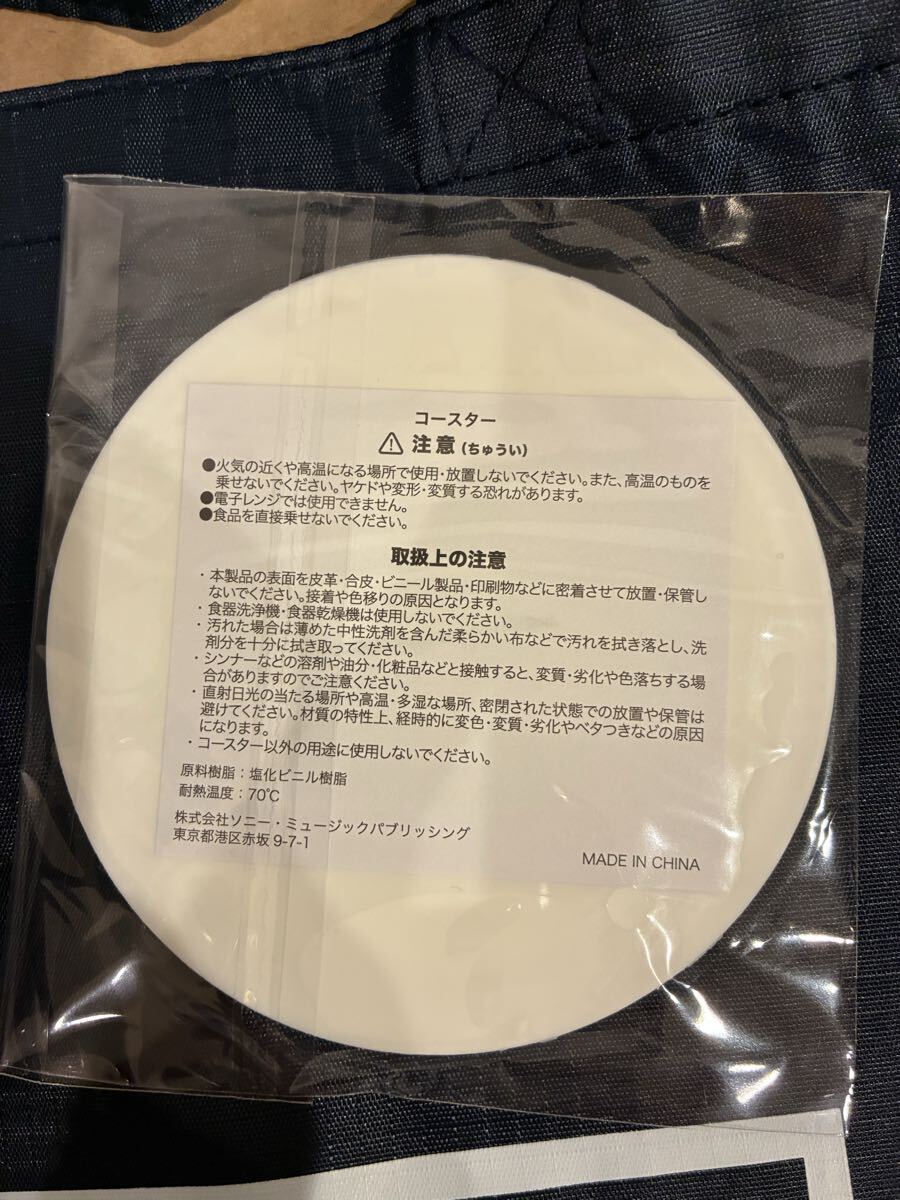 コースター
⚠ 注意 (ちゅうい)
●火気の近くや高温になる場所で使用・放置しないでください。また、高温のものを
乗せないでください。ヤケドや変形・変質する恐れがあります。
●電子レンジでは使用できません。
●食品を直接乗せないでください。
取扱上の注意
・本製品の表面を皮革・合皮・ビニール製品・印刷物などに密着させて放置・保管し
ないでください。接着や色移りの原因となります。
・食器洗浄機・食器乾燥機は使用しないでください。
・汚れた場合は薄めた中性洗剤を含んだ柔らかい布などで汚れを拭き落とし、洗
剤分を十分に拭き取ってください。
・シンナーなどの溶剤や油分・化粧品などと接触すると、変質・劣化や色落ちする場
合がありますのでご注意ください。
・直射日光の当たる場所や高温・多湿な場所、密閉された状態での放置や保管は
避けてください。材質の特性上、経時的に変色・変質・劣化やベタつきなどの原因
になります。
・コースター以外の用途に使用しないでください。
原料樹脂：塩化ビニル樹脂
耐熱温度：70℃
株式会社ソニー・ミュージックパブリッシング
東京都港区赤坂 9-7-1
MADE IN CHINA